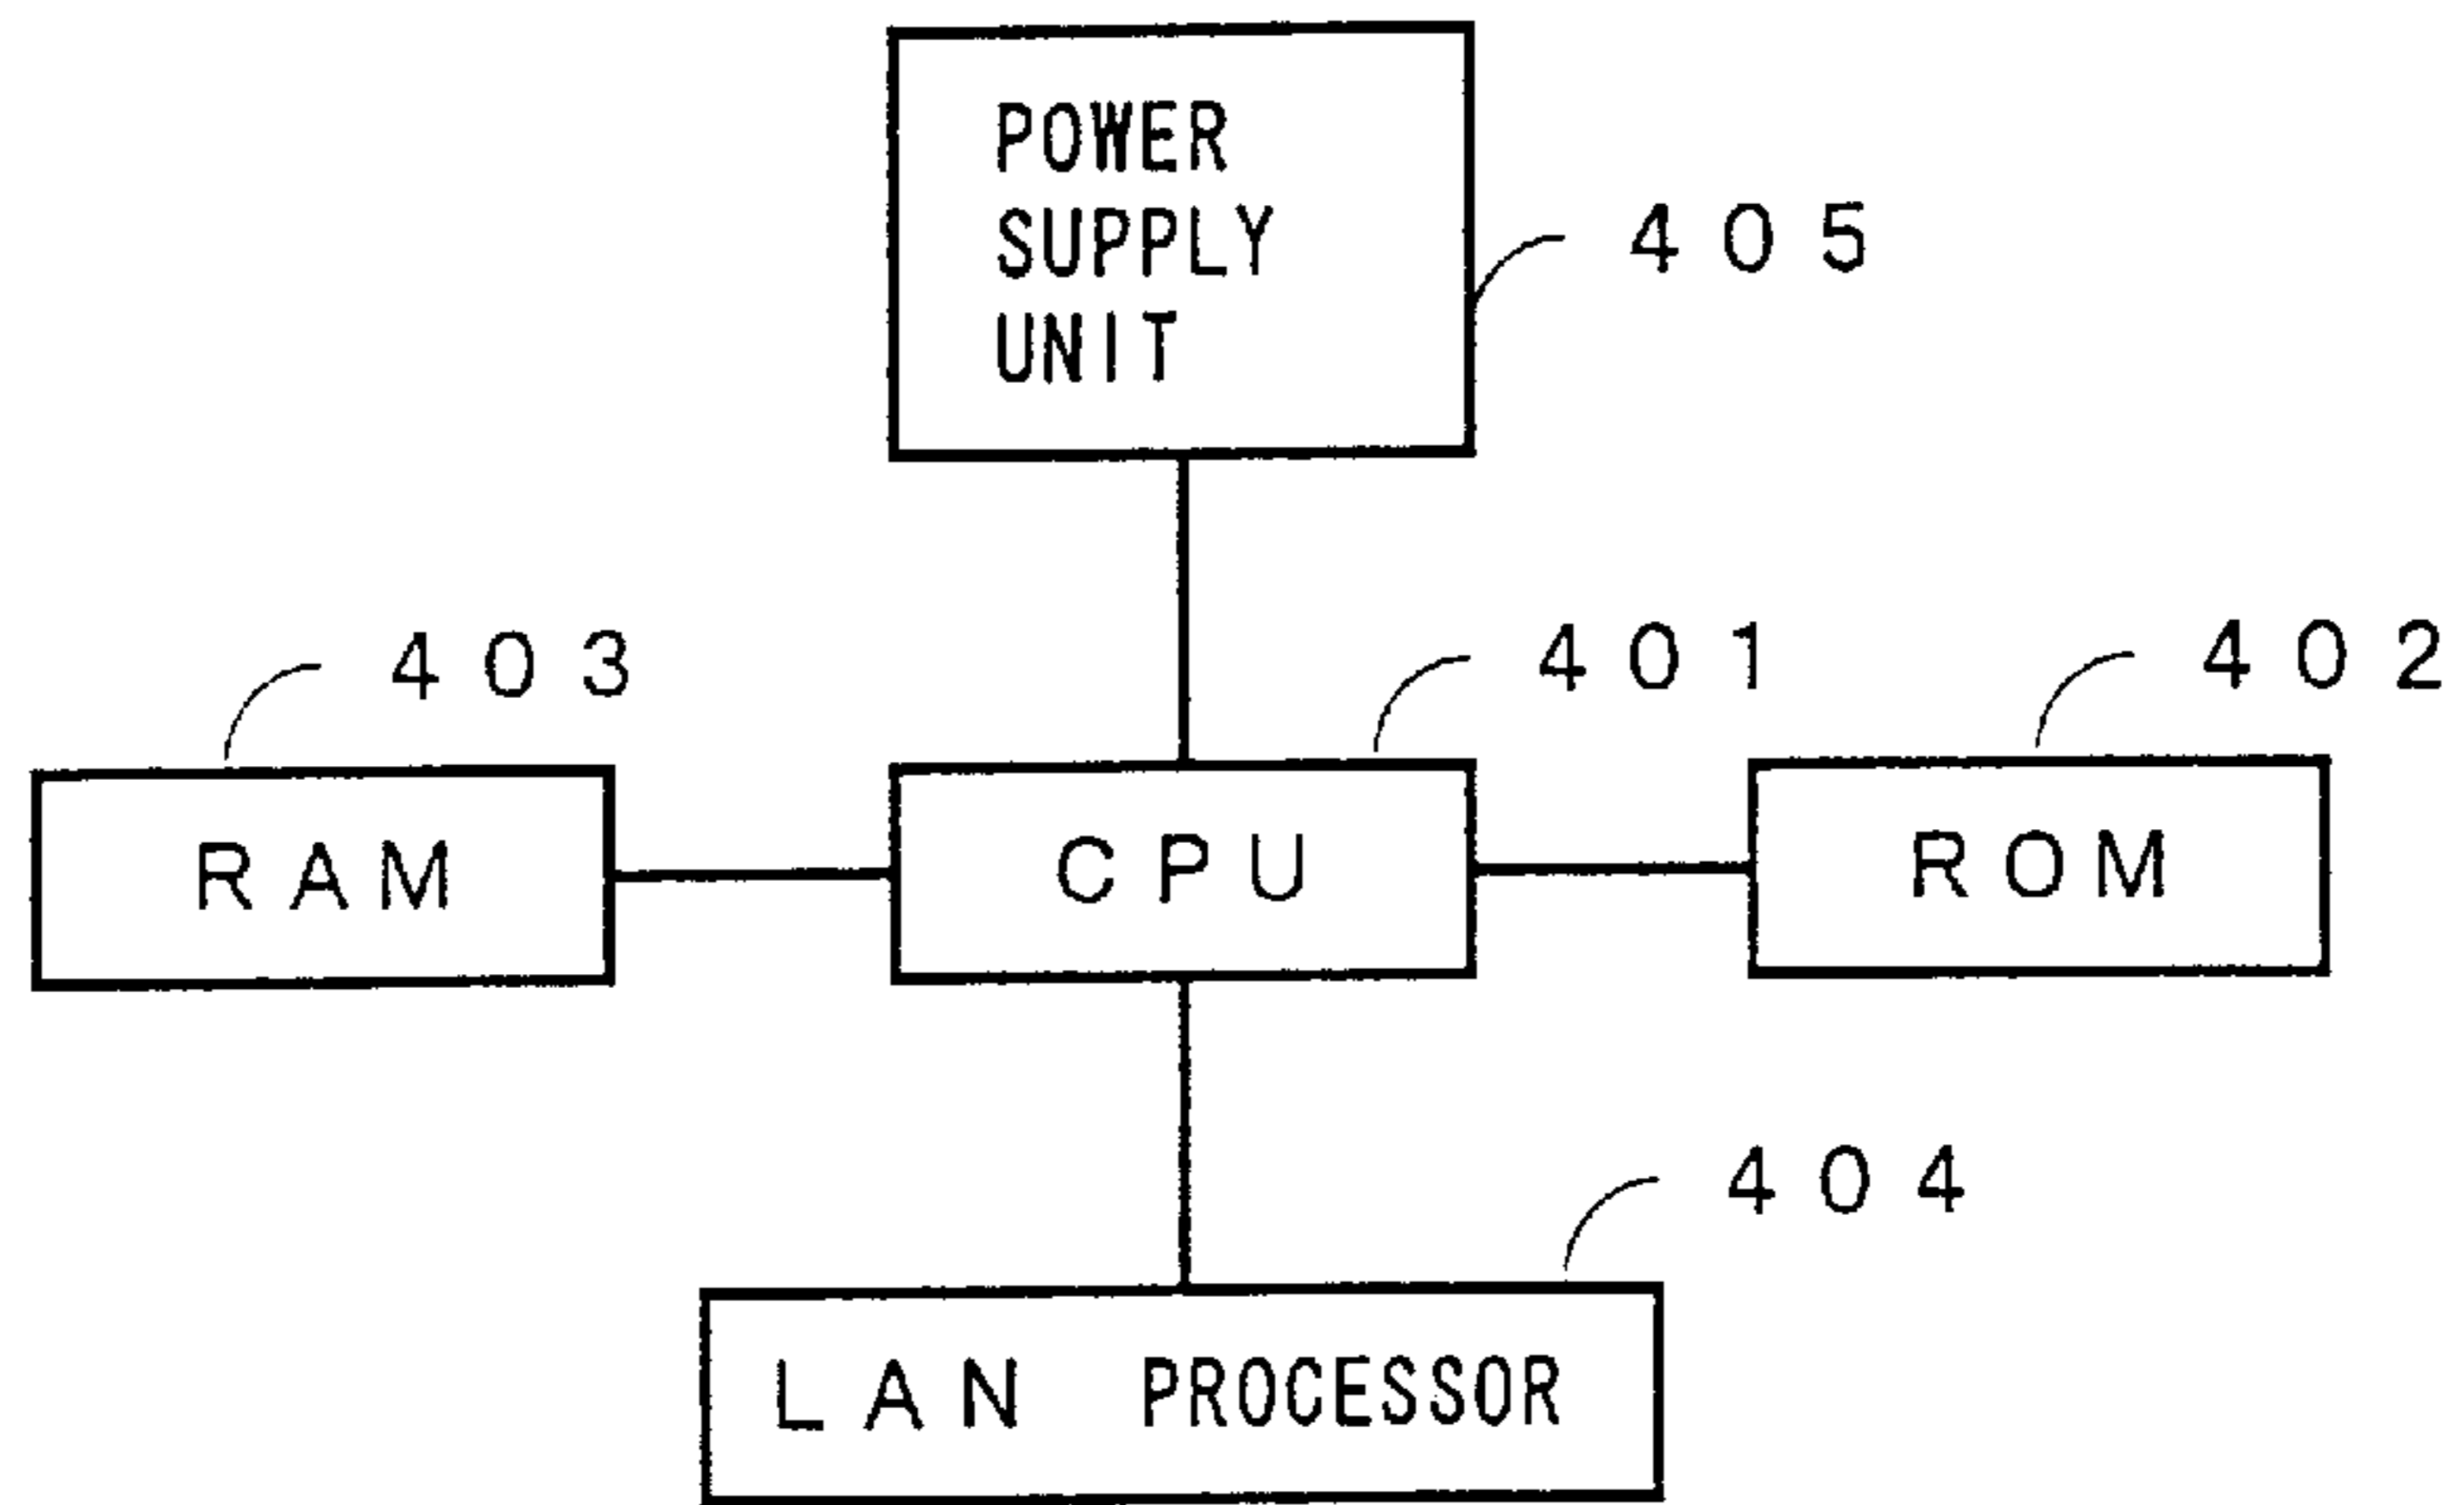 POWER
SUPPLY
UNIT
405
403
401
402
RAM
CPU
ROM
404
LAN PROCESSOR